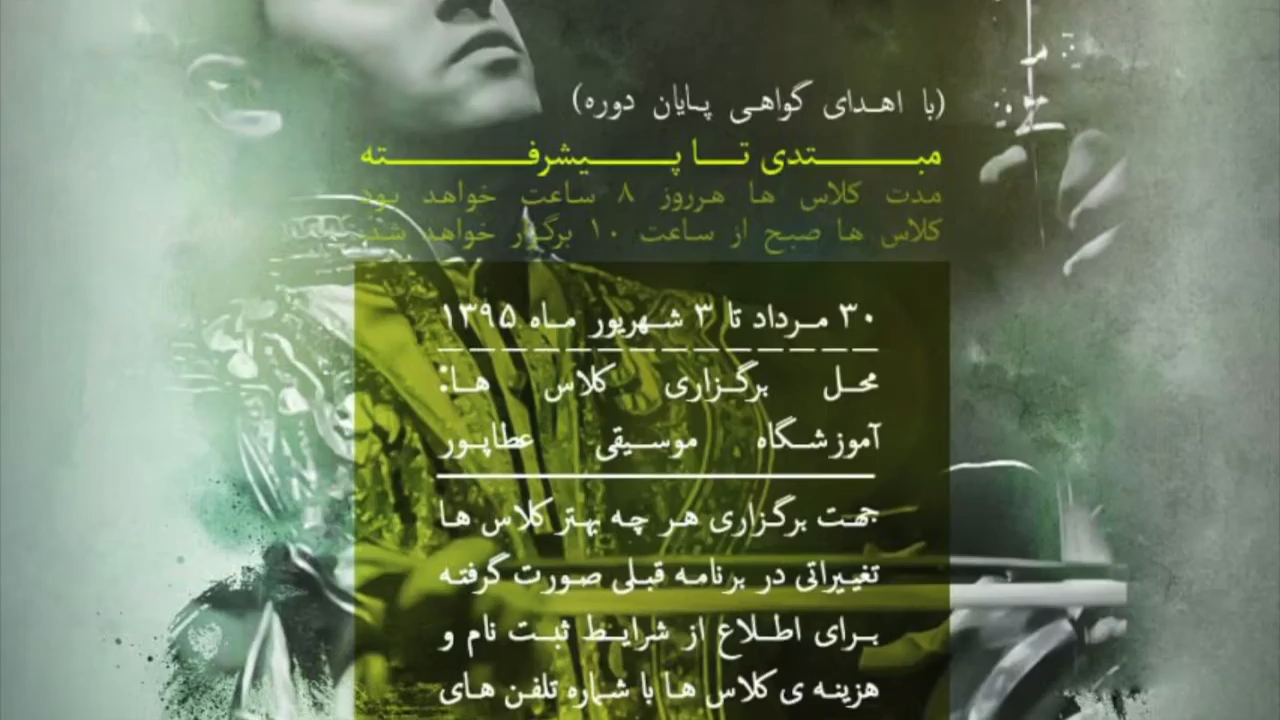 (با اهدای گواهی پایان دوره)
مبتدی تا پیشرفته
مدت کلاس ها هرروز ۸ ساعت خواهد بود
کلاس ها صبح از ساعت ۱۰ برگزار خواهد شد.
۳۰ مرداد تا ۳ شهریور ماه ۱۳۹۵
محل برگزاری کلاس ها:
آموزشگاه موسیقی عطاپور
جهت برگزاری هر چه بهتر کلاس ها
تغییراتی در برنامه قبلی صورت گرفته
برای اطلاع از شرایط ثبت نام و
هزینه ی کلاس ها با شماره تلفن های